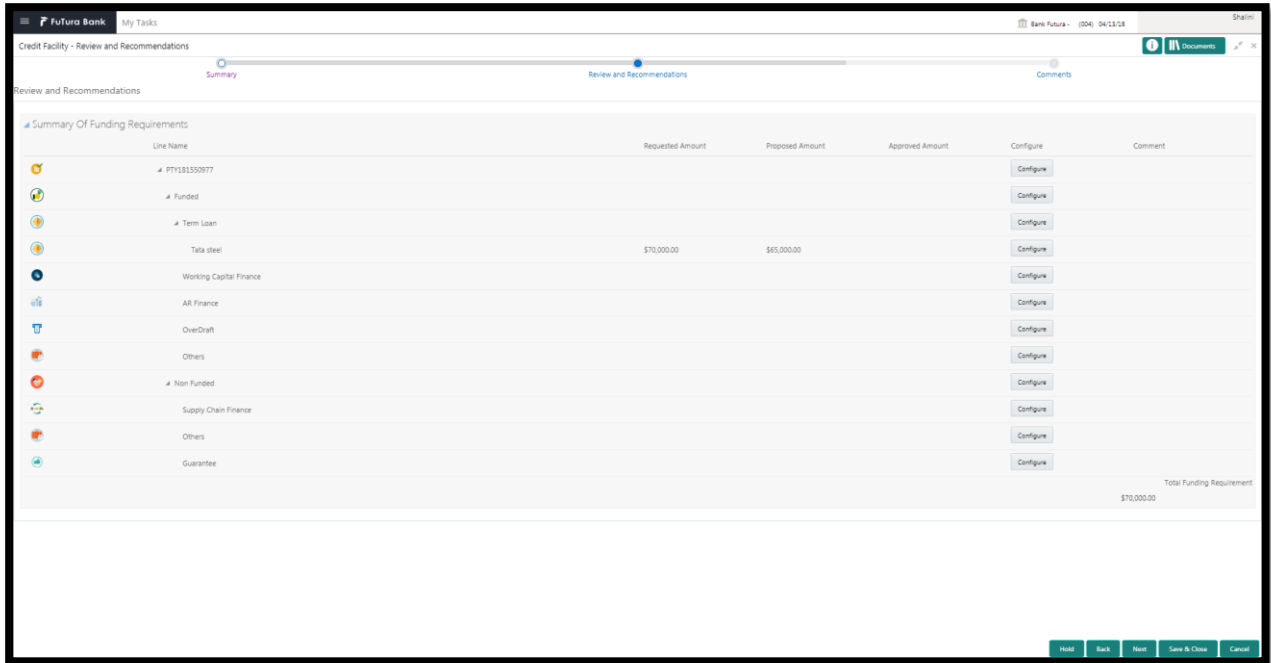 FuTura Bank My Tasks Bank Futura - (004) 04/13/18 Shalini
Credit Facility - Review and Recommendations i Documents
Summary Review and Recommendations Comments
Review and Recommendations
Summary Of Funding Requirements
Line Name Requested Amount Proposed Amount Approved Amount Configure Comment
PTY181550977 Configure
Funded Configure
Term Loan Configure
Tata steel $70,000.00 $65,000.00 Configure
Working Capital Finance Configure
AR Finance Configure
OverDraft Configure
Others Configure
Non Funded Configure
Supply Chain Finance Configure
Others Configure
Guarantee Configure
Total Funding Requirement
$70,000.00
Hold Back Next Save & Close Cancel